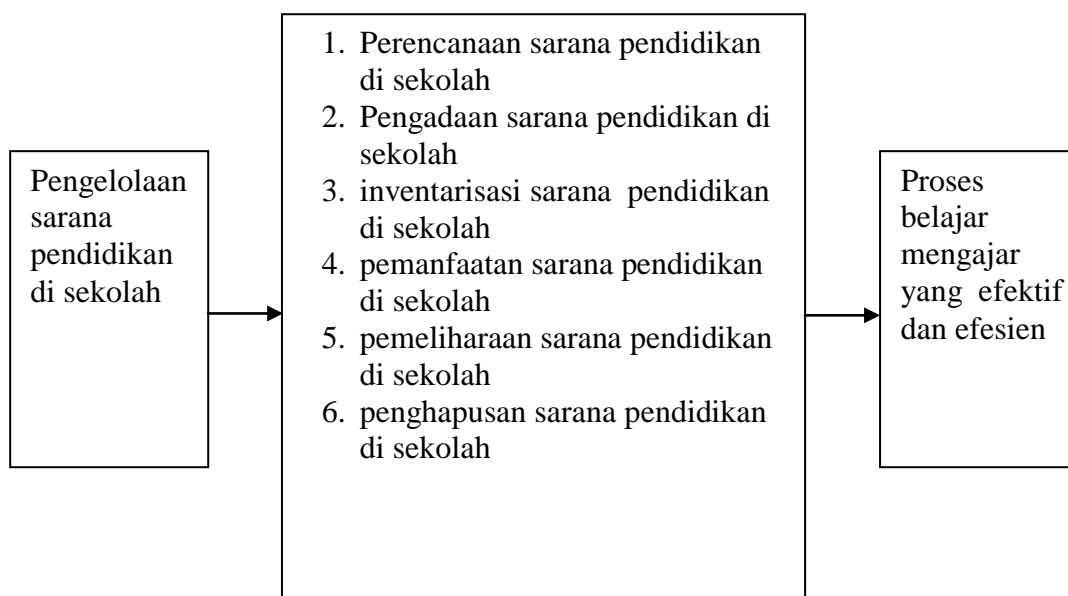 Pengelolaan
sarana
pendidikan
di sekolah
1. Perencanaan sarana pendidikan
di sekolah
2. Pengadaan sarana pendidikan di
sekolah
3. inventarisasi sarana  pendidikan
di sekolah
4. pemanfaatan sarana pendidikan
di sekolah
5. pemeliharaan sarana pendidikan
di sekolah
6. penghapusan sarana pendidikan
di sekolah
Proses
belajar
mengajar
yang  efektif
dan efesien